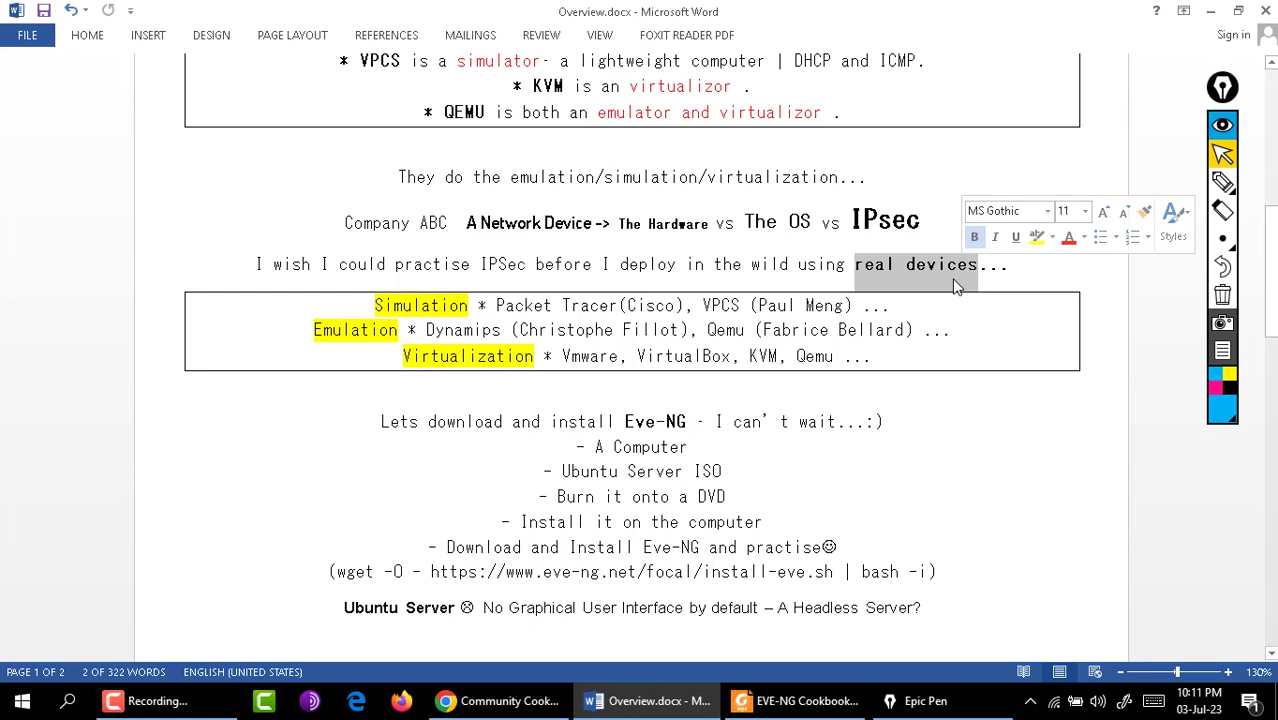 Overview.docx - Microsoft Word
?
FILE HOME INSERT DESIGN PAGE LAYOUT REFERENCES MAILINGS REVIEW VIEW FOXIT READER PDF Sign in
* VPCS is a simulator- a lightweight computer | DHCP and ICMP.
* KVM is an virtualizor .
* QEMU is both an emulator and virtualizor .
They do the emulation/simulation/virtualization...
Company ABC A Network Device -> The Hardware vs The OS vs IPsec
MS Gothic 11
B I U ab A Styles
I wish I could practise IPSec before I deploy in the wild using real devices...
Simulation * Packet Tracer(Cisco), VPCS (Paul Meng) ...
Emulation * Dynamips (Christophe Fillot), Qemu (Fabrice Bellard) ...
Virtualization * Vmware, VirtualBox, KVM, Qemu ...
Lets download and install Eve-NG - I can’t wait...:)
- A Computer
- Ubuntu Server ISO
- Burn it onto a DVD
- Install it on the computer
- Download and Install Eve-NG and practise☺
(wget -O - https://www.eve-ng.net/focal/install-eve.sh | bash -i)
Ubuntu Server ☹ No Graphical User Interface by default – A Headless Server?
PAGE 1 OF 2 2 OF 322 WORDS ENGLISH (UNITED STATES) 130%
Recording... Community Cook... Overview.docx - M... EVE-NG Cookbook... Epic Pen 10:11 PM
03-Jul-23